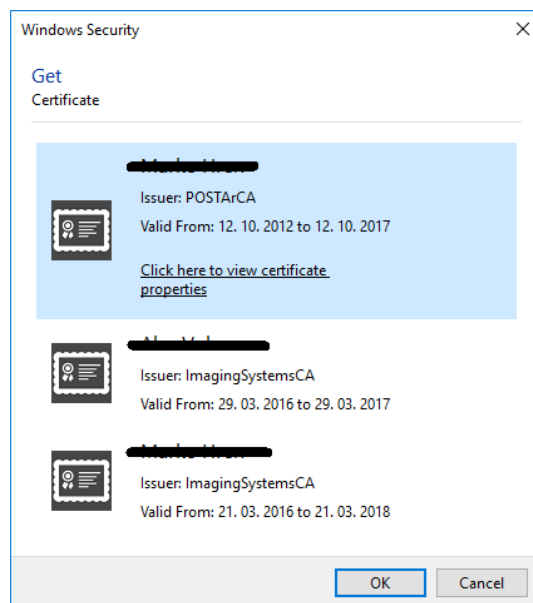 Windows Security
Get
Certificate
Issuer: POSTArCA
Valid From: 12. 10. 2012 to 12. 10. 2017
Click here to view certificate
properties
Issuer: ImagingSystemsCA
Valid From: 29. 03. 2016 to 29. 03. 2017
Issuer: ImagingSystemsCA
Valid From: 21. 03. 2016 to 21. 03. 2018
OK
Cancel